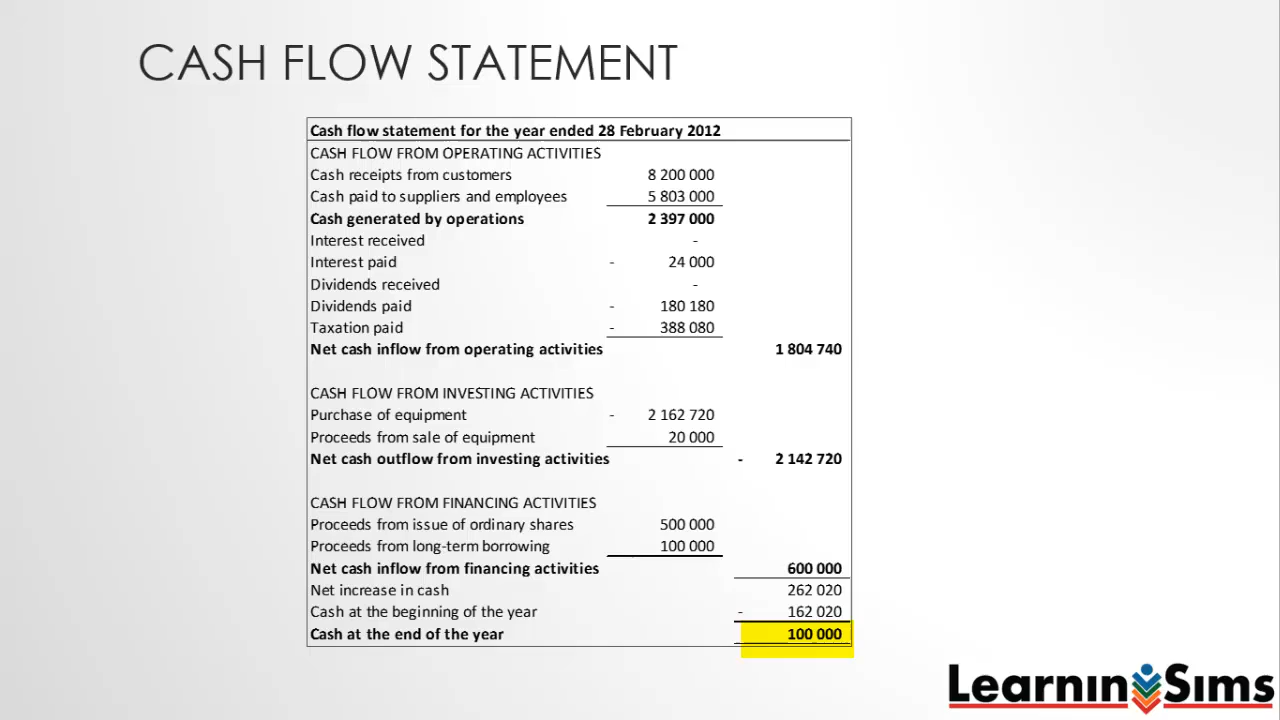 CASH FLOW STATEMENT
Cash flow statement for the year ended 28 February 2012
CASH FLOW FROM OPERATING ACTIVITIES
Cash receipts from customers 8 200 000
Cash paid to suppliers and employees 5 803 000
Cash generated by operations 2 397 000
Interest received -
Interest paid - 24 000
Dividends received -
Dividends paid - 180 180
Taxation paid - 388 080
Net cash inflow from operating activities 1 804 740
CASH FLOW FROM INVESTING ACTIVITIES
Purchase of equipment - 2 162 720
Proceeds from sale of equipment 20 000
Net cash outflow from investing activities - 2 142 720
CASH FLOW FROM FINANCING ACTIVITIES
Proceeds from issue of ordinary shares 500 000
Proceeds from long-term borrowing 100 000
Net cash inflow from financing activities 600 000
Net increase in cash 262 020
Cash at the beginning of the year - 162 020
Cash at the end of the year 100 000
LearninSims